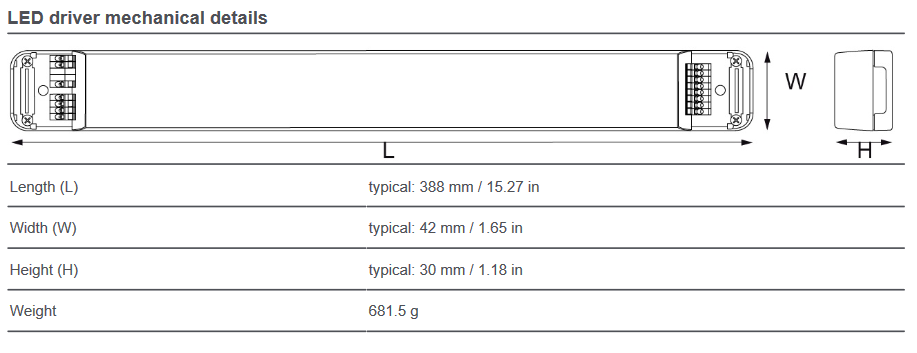 LED driver mechanical details
W
L
H
Length (L) typical: 388 mm / 15.27 in
Width (W) typical: 42 mm / 1.65 in
Height (H) typical: 30 mm / 1.18 in
Weight 681.5 g